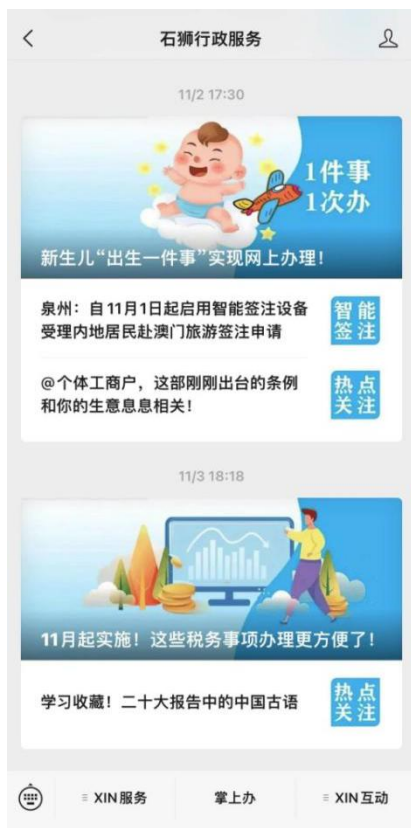 石狮行政服务
11/2 17:30
1件事
1次办
新生儿“出生一件事”实现网上办理！
泉州：自11月1日起启用智能签注设备
受理内地居民赴澳门旅游签注申请
智能
签注
@个体工商户，这部刚刚出台的条例
和你的生意息息相关！
热点
关注
11/3 18:18
11月起实施！这些税务事项办理更方便了！
学习收藏！二十大报告中的中国古语
热点
关注
XIN服务
掌上办
XIN互动